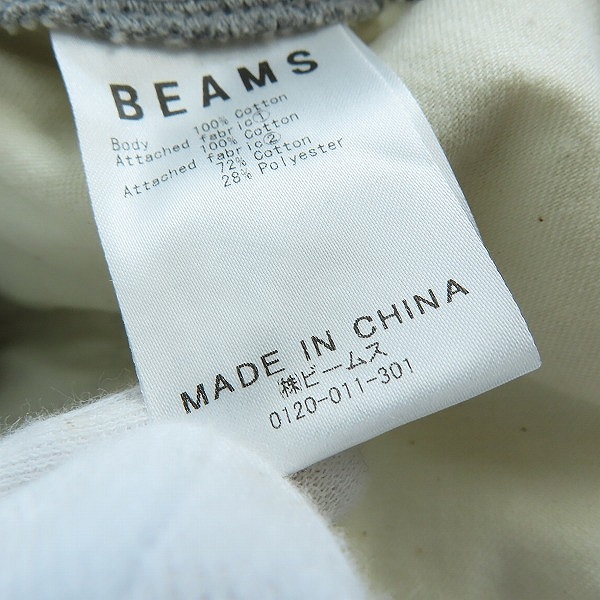 BEAMS
Body 100% Cotton
Attached fabric①
100% Cotton
Attached fabric②
72% Cotton
28% Polyester
MADE IN CHINA
㈱ビームス
0120-011-301